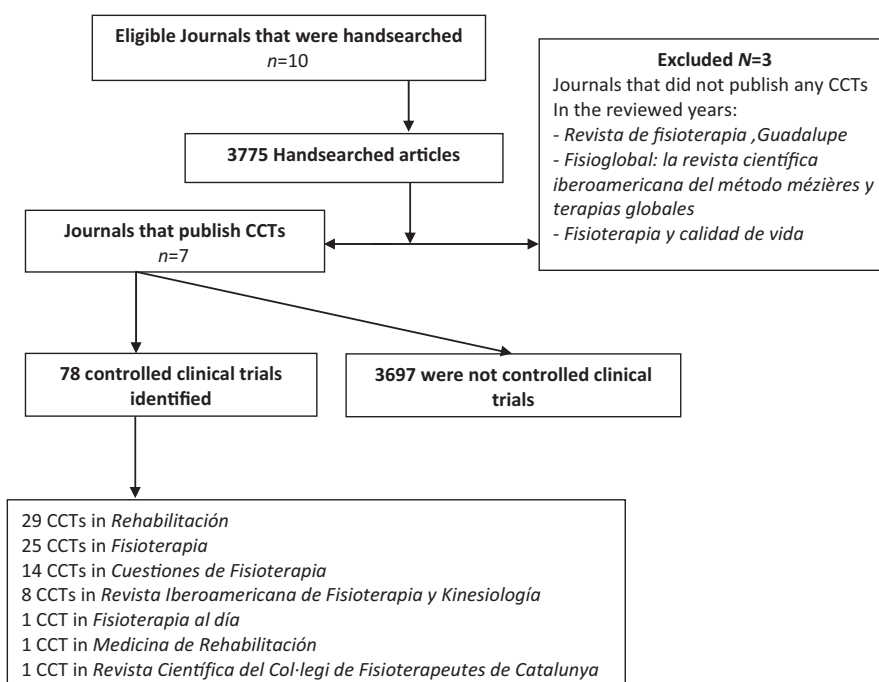 Eligible Journals that were handsearched
n=10
Excluded N=3
Journals that did not publish any CCTs
In the reviewed years:
- Revista de fisioterapia ,Guadalupe
- Fisioglobal: la revista científica
iberoamericana del método mézières y
terapias globales
- Fisioterapia y calidad de vida
3775 Handsearched articles
Journals that publish CCTs
n=7
78 controlled clinical trials
identified
3697 were not controlled clinical
trials
29 CCTs in Rehabilitación
25 CCTs in Fisioterapia
14 CCTs in Cuestiones de Fisioterapia
8 CCTs in Revista Iberoamericana de Fisioterapia y Kinesiología
1 CCT in Fisioterapia al día
1 CCT in Medicina de Rehabilitación
1 CCT in Revista Científica del Col·legi de Fisioterapeutes de Catalunya